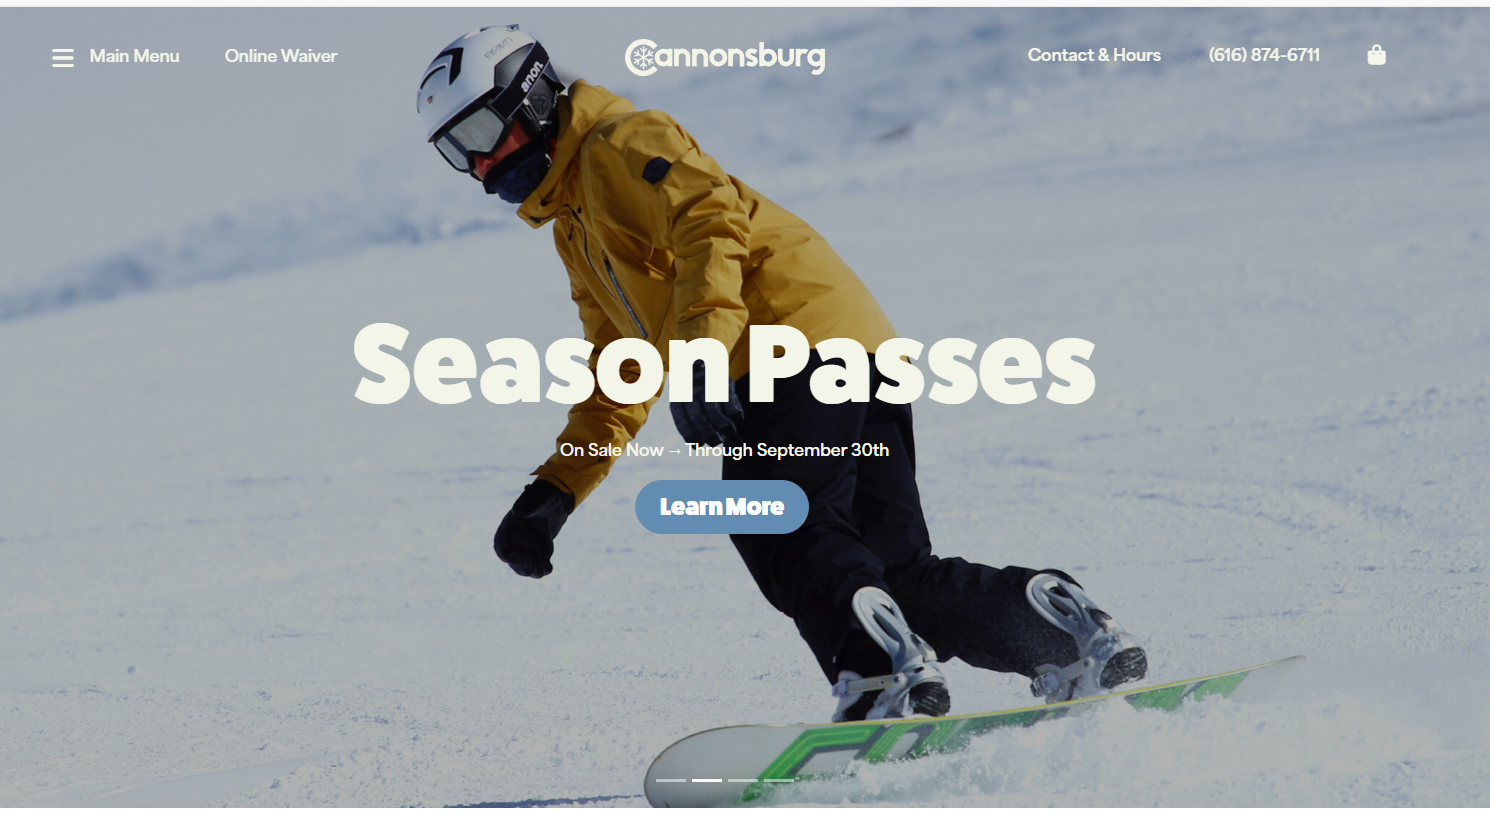 Main Menu
Online Waiver
Cannonsburg
Contact & Hours
(616) 874-6711
anon.
Season Passes
On Sale Now → Through September 30th
Learn More